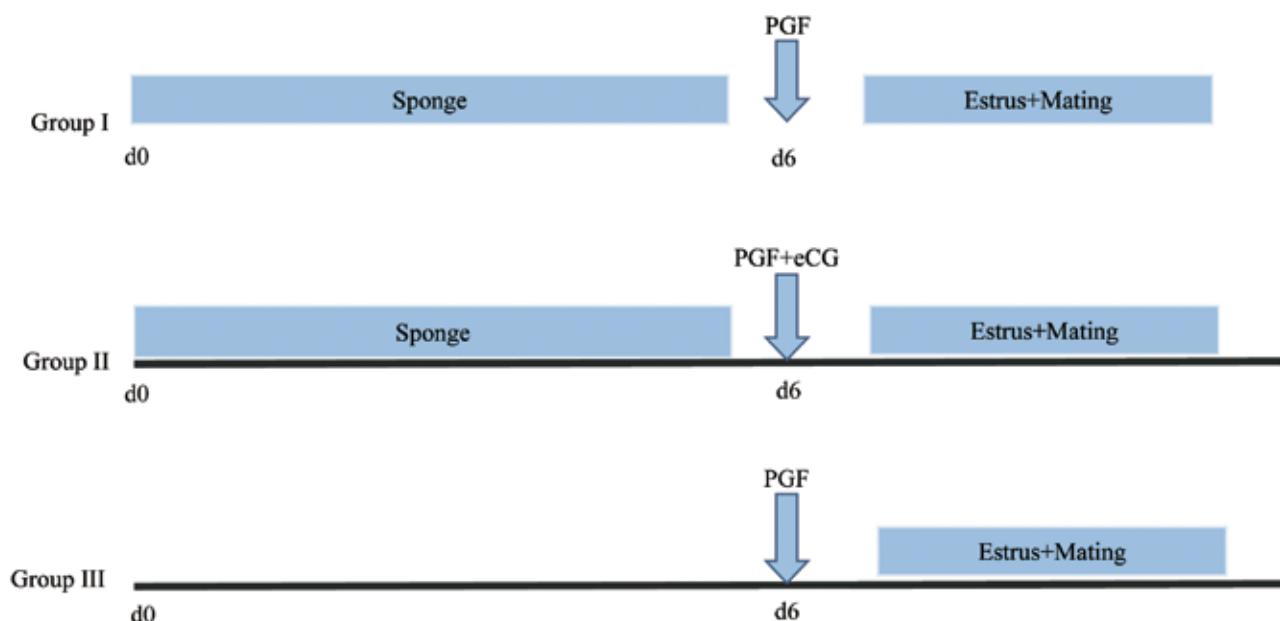 PGF
Sponge
Estrus+Mating
Group I
d0
d6
PGF+eCG
Sponge
Estrus+Mating
Group II
d0
d6
PGF
Estrus+Mating
Group III
d0
d6